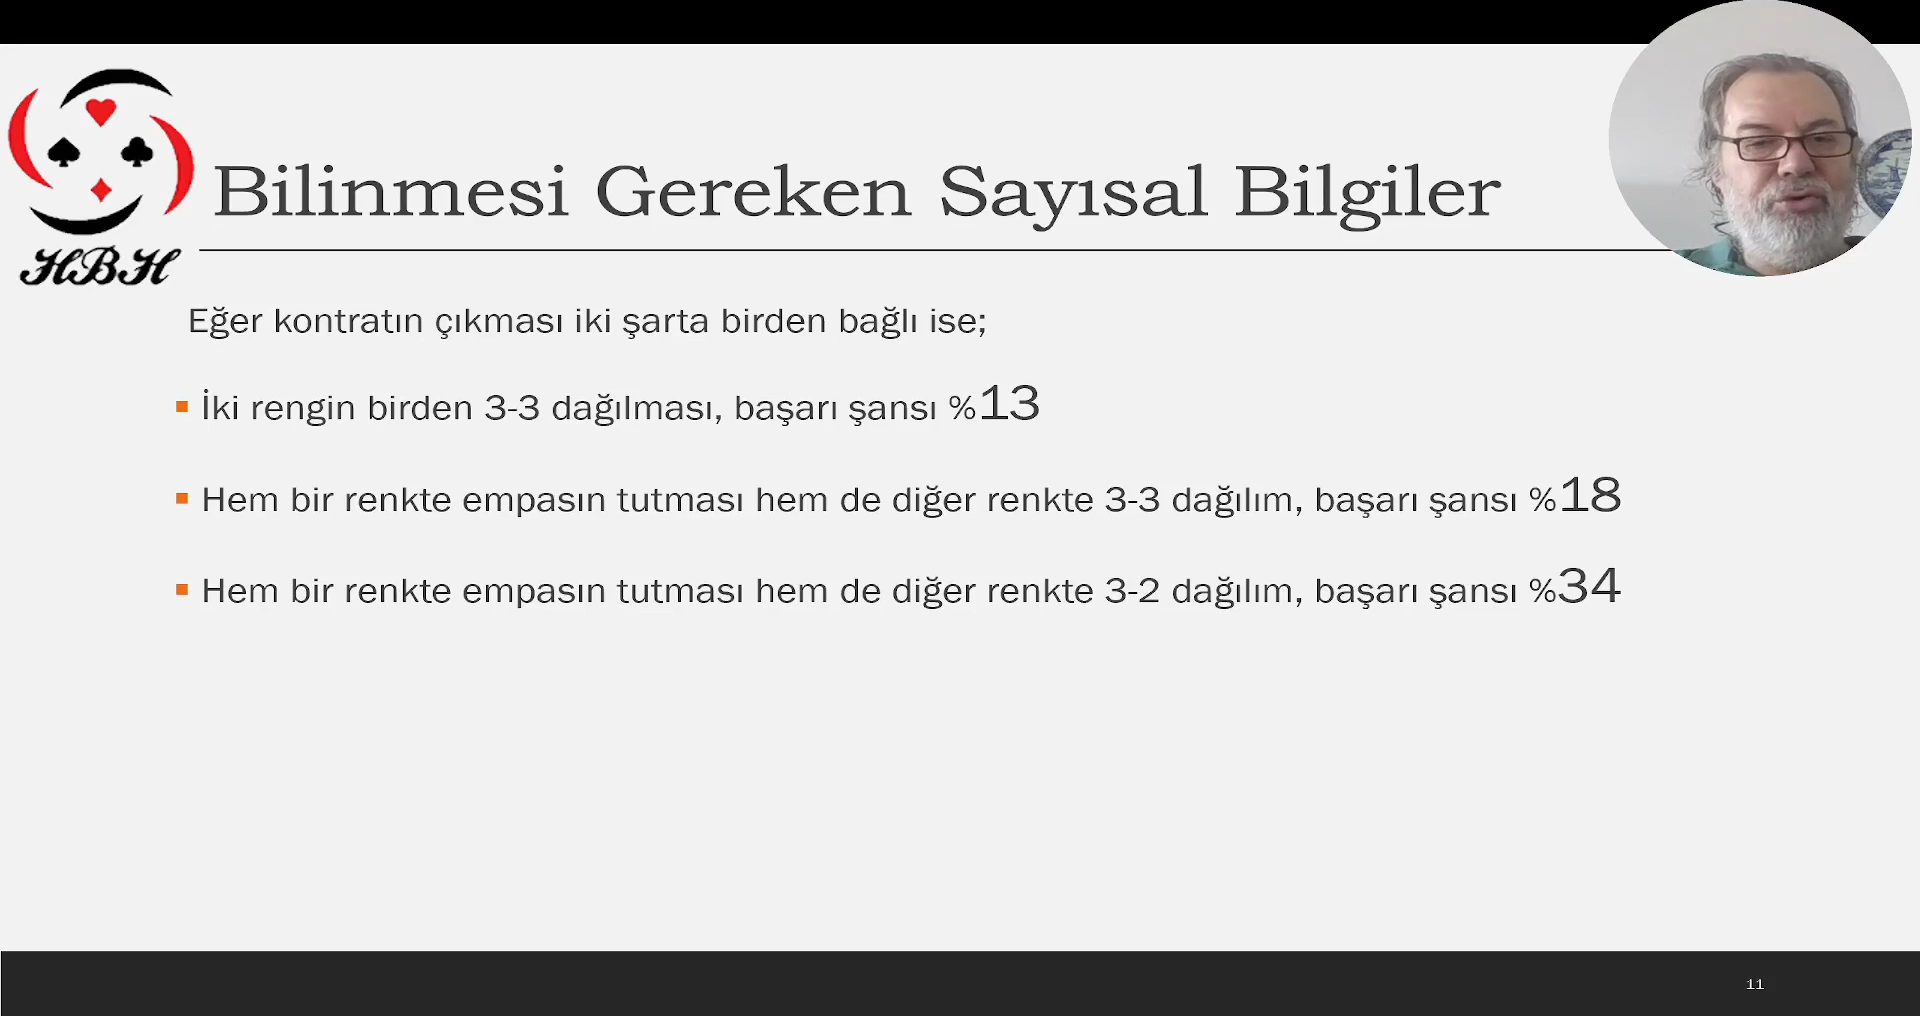 Bilinmesi Gereken Sayısal Bilgiler
HBH
Eğer kontratın çıkması iki şarta birden bağlı ise;
İki rengin birden 3-3 dağılması, başarı şansı %13
Hem bir renkte empasın tutması hem de diğer renkte 3-3 dağılım, başarı şansı %18
Hem bir renkte empasın tutması hem de diğer renkte 3-2 dağılım, başarı şansı %34
11